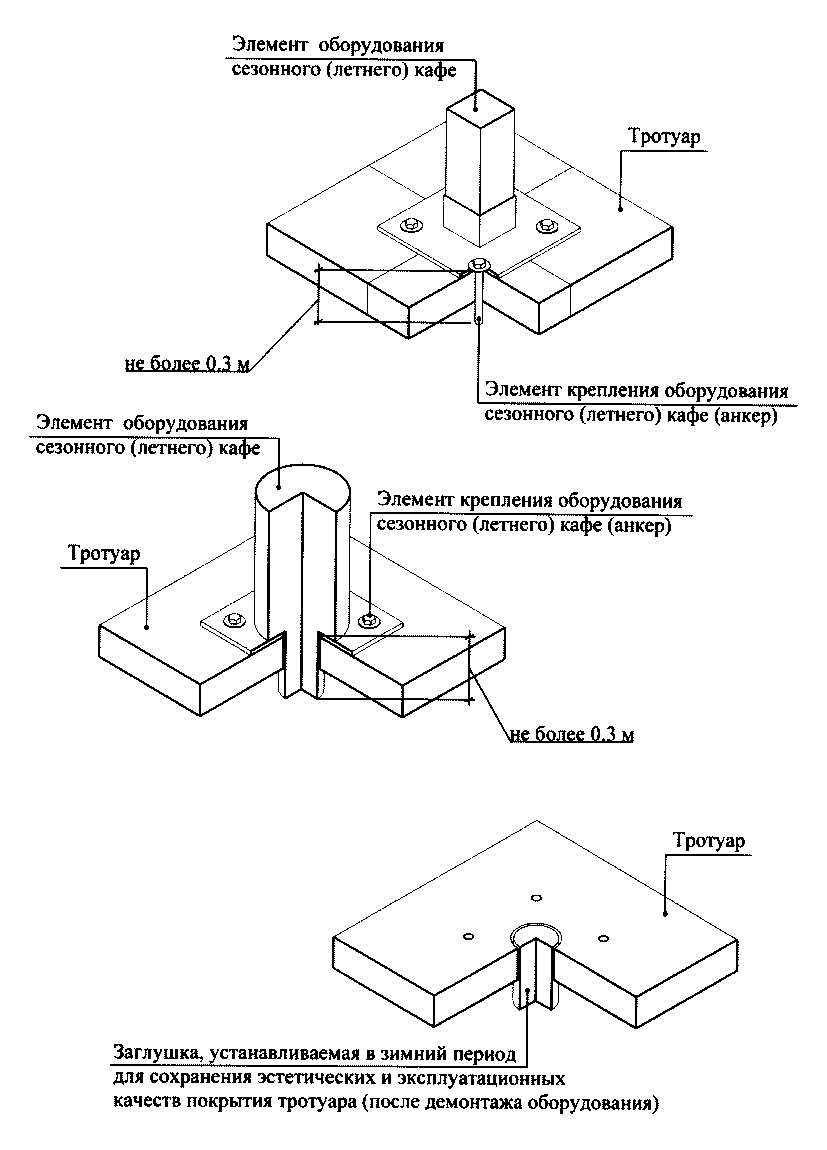 Элемент оборудования
сезонного (летнего) кафе
Тротуар
не более 0.3 м
Элемент крепления оборудования
сезонного (летнего) кафе (анкер)
Элемент оборудования
сезонного (летнего) кафе
Элемент крепления оборудования
сезонного (летнего) кафе (анкер)
Тротуар
не более 0.3 м
Тротуар
Заглушка, устанавливаемая в зимний период
для сохранения эстетических и эксплуатационных
качеств покрытия тротуара (после демонтажа оборудования)